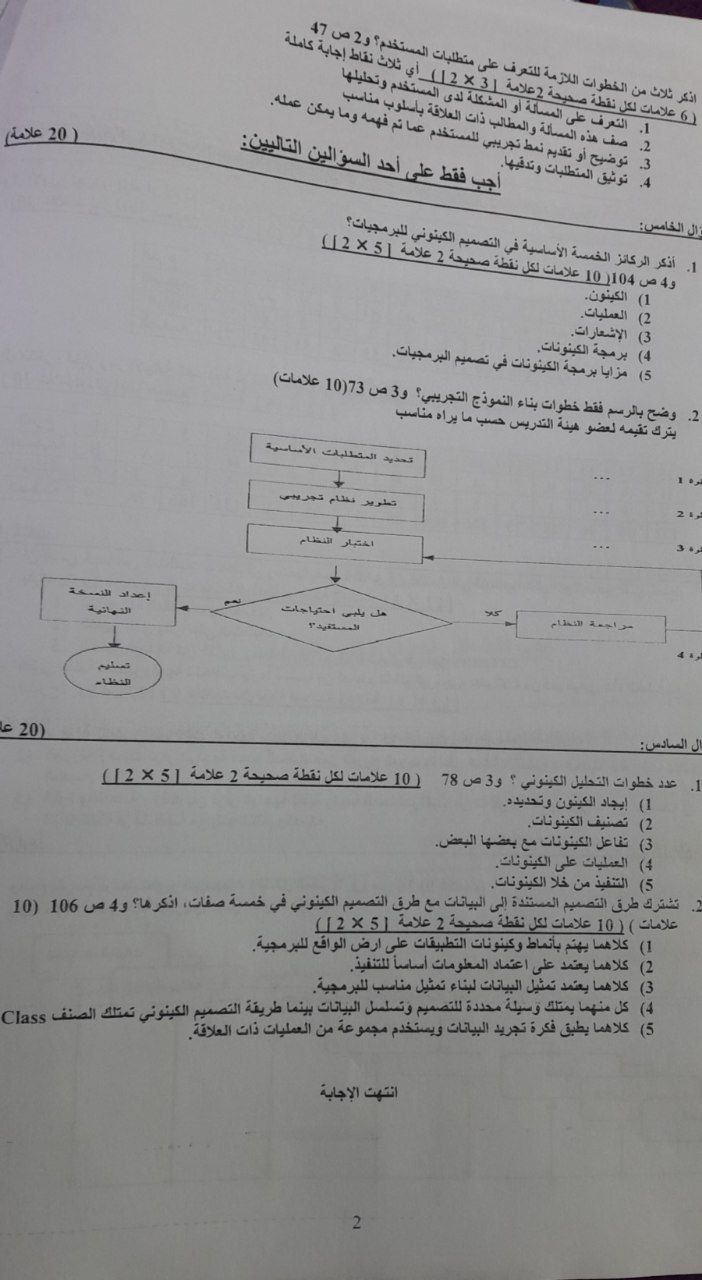 اذكر ثلاث من الخطوات اللازمة للتعرف على متطلبات المستخدم؟ و2 ص 47
( 6 علامات لكل نقطة صحيحة 2علامة [ 3 × 2 ]) أي ثلاث نقاط إجابة كاملة
1. التعرف على المسألة أو المشكلة لدى المستخدم وتحليلها
2. صف هذه المسألة والمطالب ذات العلاقة بأسلوب مناسب
3. توضيح أو تقديم نمط تجريبي للمستخدم عما تم فهمه وما يمكن عمله.
4. توثيق المتطلبات وتدقيها.
أجب فقط على أحد السؤالين التاليين:
الخامس: ( 20 علامة)
1. أذكر الركائز الخمسة الأساسية في التصميم الكينوني للبرمجيات؟
و4 ص 104( 10 علامات لكل نقطة صحيحة 2 علامة [ 5 × 2 ])
1) الكينون.
2) العمليات.
3) الإشعارات.
4) برمجة الكينونات.
5) مزايا برمجة الكينونات في تصميم البرمجيات.
2. وضح بالرسم فقط خطوات بناء النموذج التجريبي؟ و3 ص 73(10 علامات)
يترك تقيمه لعضو هيئة التدريس حسب ما يراه مناسب
تحديد المتطلبات الأساسية
... 1
تطوير نظام تجريبي
... 2
اختبار النظام
... 3
هل يلبي احتياجات
المستفيد؟
كلا
مراجعة النظام
نعم
إعداد النسخة
النهائية
4
تسليم
النظام
السادس: (20
1. عدد خطوات التحليل الكينوني ؟ و3 ص 78 ( 10 علامات لكل نقطة صحيحة 2 علامة [ 5 × 2 ])
1) إيجاد الكينون وتحديده.
2) تصنيف الكينونات.
3) تفاعل الكينونات مع بعضها البعض.
4) العمليات على الكينونات.
5) التنفيذ من خلا الكينونات.
2. تشترك طرق التصميم المستندة إلى البيانات مع طرق التصميم الكينوني في خمسة صفات، اذكرها؟ و4 ص 106 (10
علامات ) ( 10 علامات لكل نقطة صحيحة 2 علامة [ 5 × 2 ])
1) كلاهما يهتم بأنماط وكينونات التطبيقات على ارض الواقع للبرمجية.
2) كلاهما يعتمد على اعتماد المعلومات أساساً للتنفيذ.
3) كلاهما يعتمد تمثيل البيانات لبناء تمثيل مناسب للبرمجية.
4) كل منهما يمتلك وسيلة محددة للتصميم وتسلسل البيانات بينما طريقة التصميم الكينوني تمتلك الصنف Class
5) كلاهما يطبق فكرة تجريد البيانات ويستخدم مجموعة من العمليات ذات العلاقة.
انتهت الإجابة
2